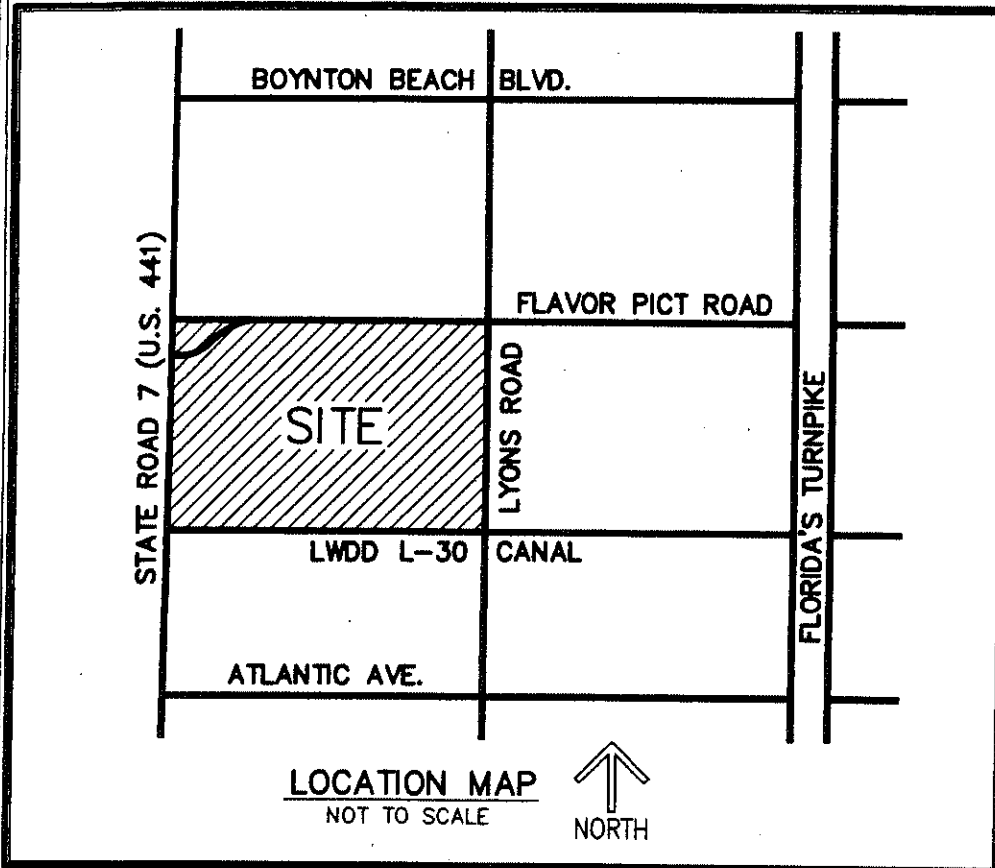 BOYNTON BEACH BLVD.
STATE ROAD 7 (U.S. 441)
FLAVOR PICT ROAD
SITE
LYONS ROAD
FLORIDA'S TURNPIKE
LWDD L-30 CANAL
ATLANTIC AVE.
LOCATION MAP
NOT TO SCALE
NORTH